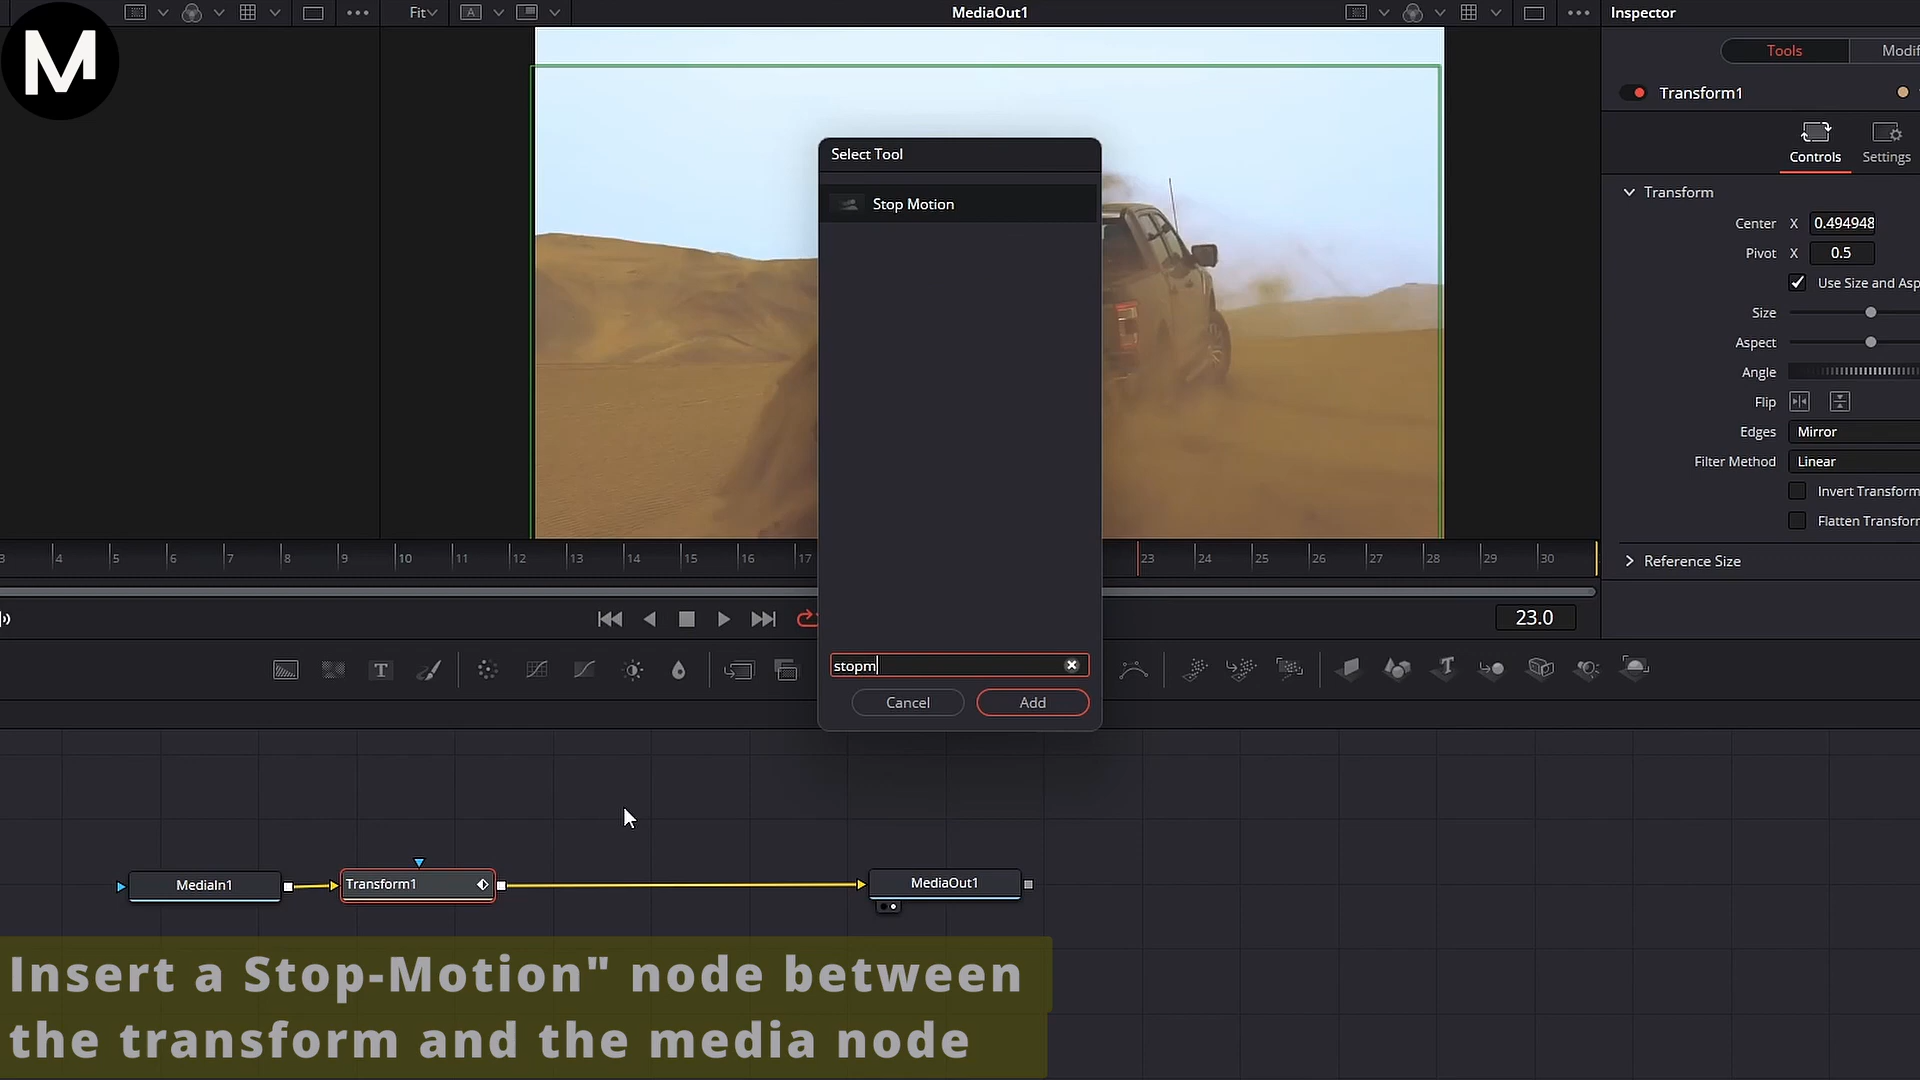 Fit
A
MediaOut1
Inspector
M
Tools
Modif
Transform1
Controls
Settings
Select Tool
Stop Motion
Transform
Center X 0.494948
Pivot X 0.5
Use Size and Asp
Size
Aspect
Angle
Flip
Edges Mirror
Filter Method Linear
Invert Transform
Flatten Transfor
Reference Size
3 4 5 6 7 8 9 10 11 12 13 14 15 16 17 23 24 25 26 27 28 29 30
23.0
T
T
stopm
Cancel Add
MediaIn1 Transform1 MediaOut1
Insert a Stop-Motion" node between
the transform and the media node